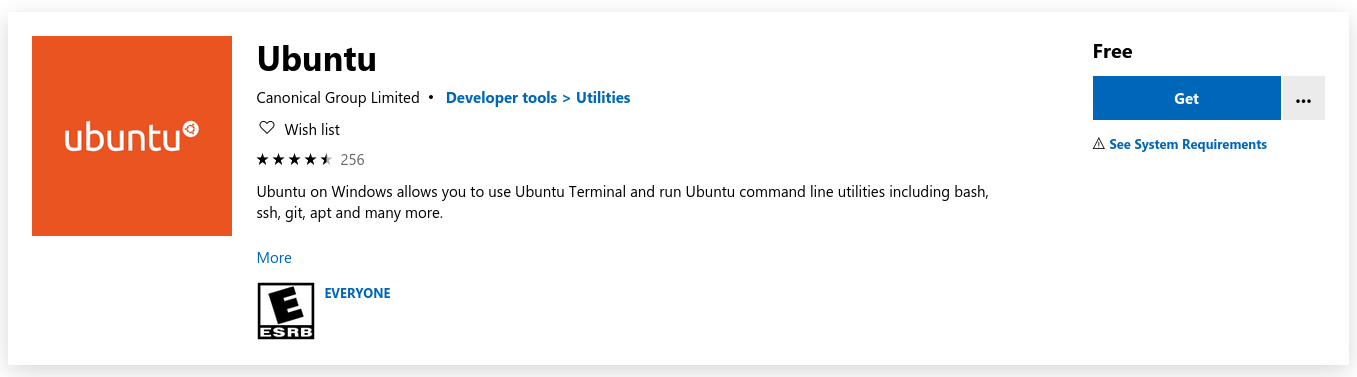 ubuntu
Ubuntu
Canonical Group Limited • Developer tools > Utilities
Wish list
256
Ubuntu on Windows allows you to use Ubuntu Terminal and run Ubuntu command line utilities including bash,
ssh, git, apt and many more.
More
E
ESRB
EVERYONE
Free
Get
...
See System Requirements